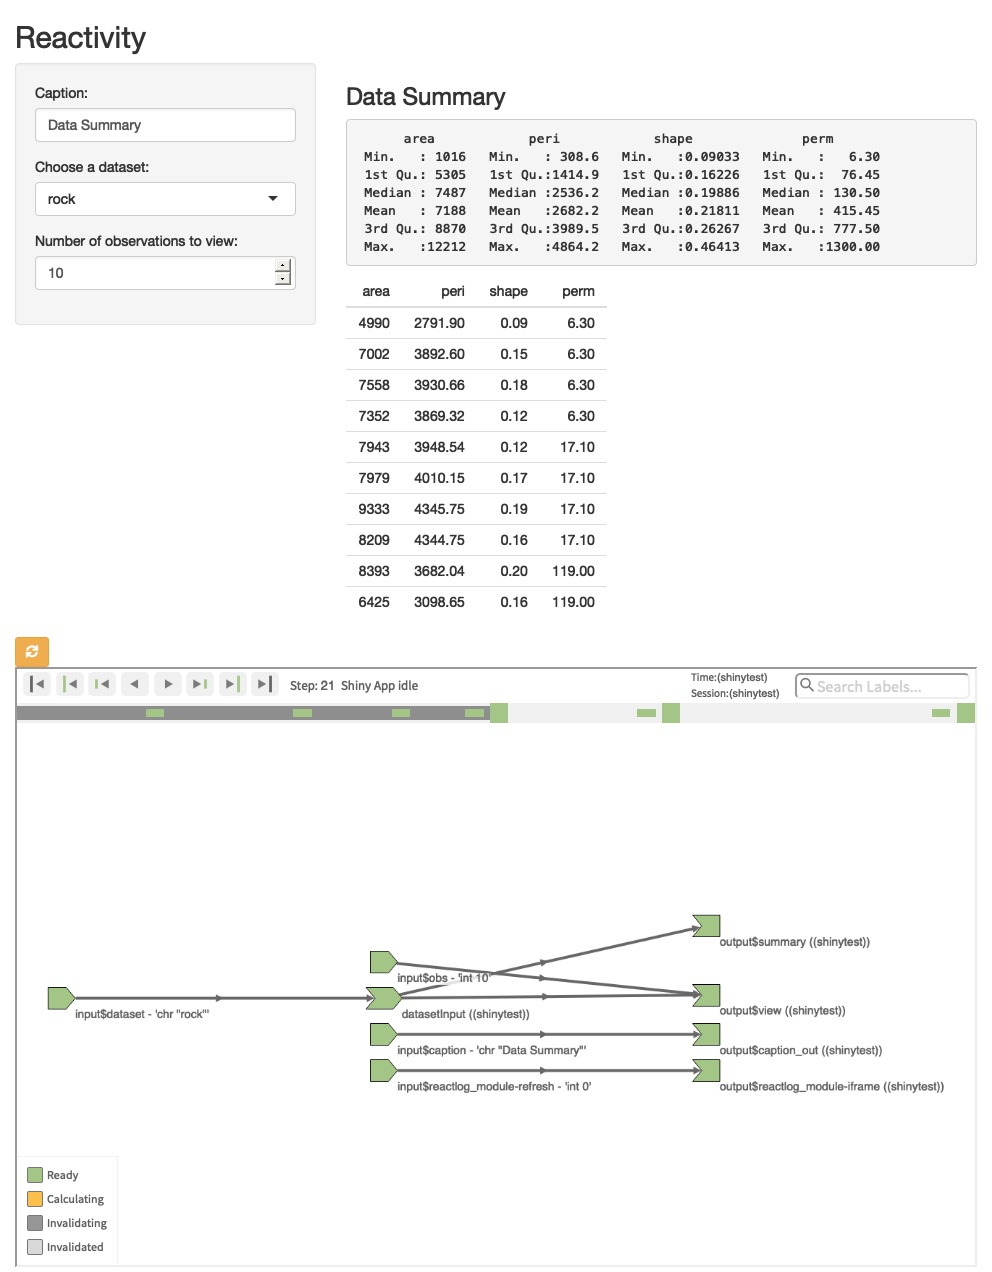 Reactivity
Caption:
Data Summary
Choose a dataset:
rock
Number of observations to view:
10
Data Summary
area peri shape perm
Min. : 1016 Min. : 308.6 Min. :0.09033 Min. : 6.30
1st Qu.: 5305 1st Qu.:1414.9 1st Qu.:0.16226 1st Qu.: 76.45
Median : 7487 Median :2536.2 Median :0.19886 Median : 130.50
Mean : 7188 Mean :2682.2 Mean :0.21811 Mean : 415.45
3rd Qu.: 8870 3rd Qu.:3989.5 3rd Qu.:0.26267 3rd Qu.: 777.50
Max. :12212 Max. :4864.2 Max. :0.46413 Max. :1300.00
area peri shape perm
4990 2791.90 0.09 6.30
7002 3892.60 0.15 6.30
7558 3930.66 0.18 6.30
7352 3869.32 0.12 6.30
7943 3948.54 0.12 17.10
7979 4010.15 0.17 17.10
9333 4345.75 0.19 17.10
8209 4344.75 0.16 17.10
8393 3682.04 0.20 119.00
6425 3098.65 0.16 119.00
Step: 21 Shiny App idle
Time:(shinytest)
Session:(shinytest)
Search Labels...
output$summary ((shinytest))
input$obs - 'int 10'
input$dataset - 'chr "rock"'
datasetInput ((shinytest))
output$view ((shinytest))
input$caption - 'chr "Data Summary"'
output$caption_out ((shinytest))
input$reactlog_module-refresh - 'int 0'
output$reactlog_module-iframe ((shinytest))
Ready
Calculating
Invalidating
Invalidated